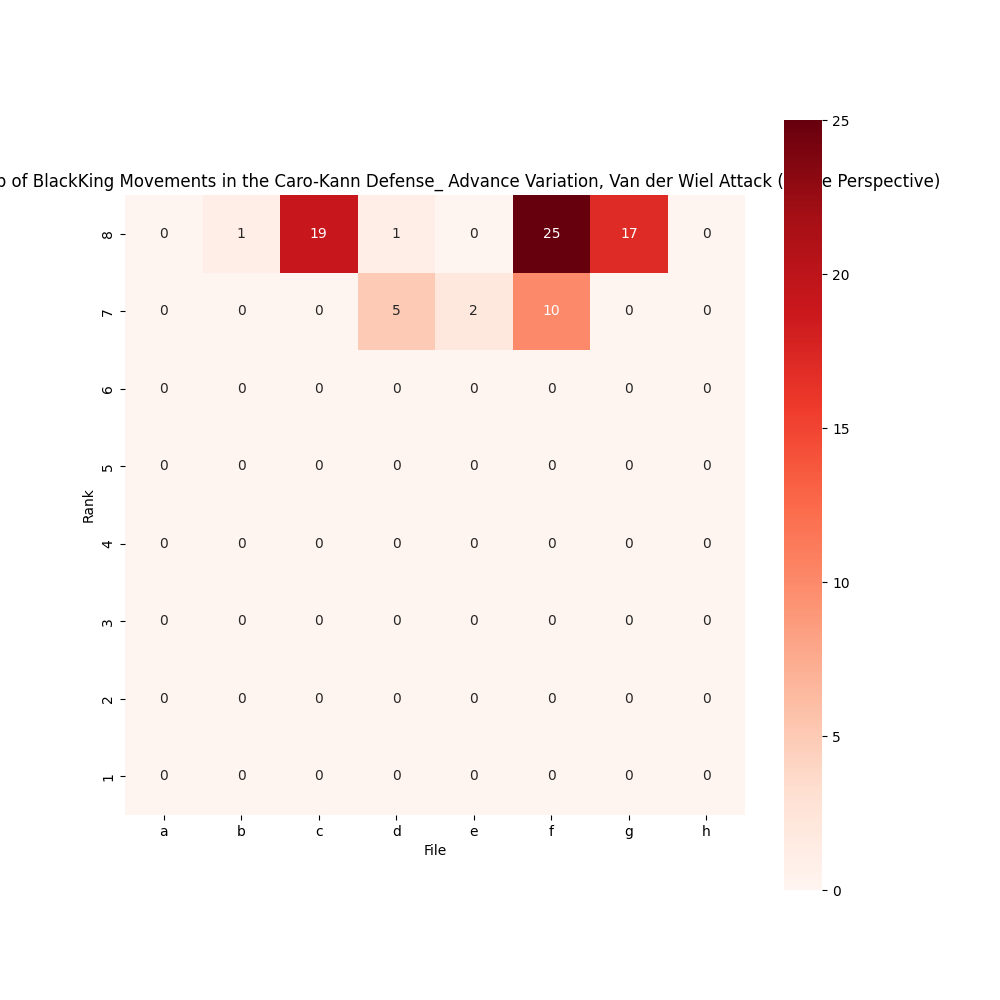 of BlackKing Movements in the Caro-Kann Defense_ Advance Variation, Van der Wiel Attack ( Perspective)
25
8 0 1 19 1 0 25 17 0
20
7 0 0 0 5 2 10 0 0
6 0 0 0 0 0 0 0 0
15
5 0 0 0 0 0 0 0 0
Rank
4 0 0 0 0 0 0 0 0
10
3 0 0 0 0 0 0 0 0
2 0 0 0 0 0 0 0 0
5
1 0 0 0 0 0 0 0 0
a b c d e f g h
File
0